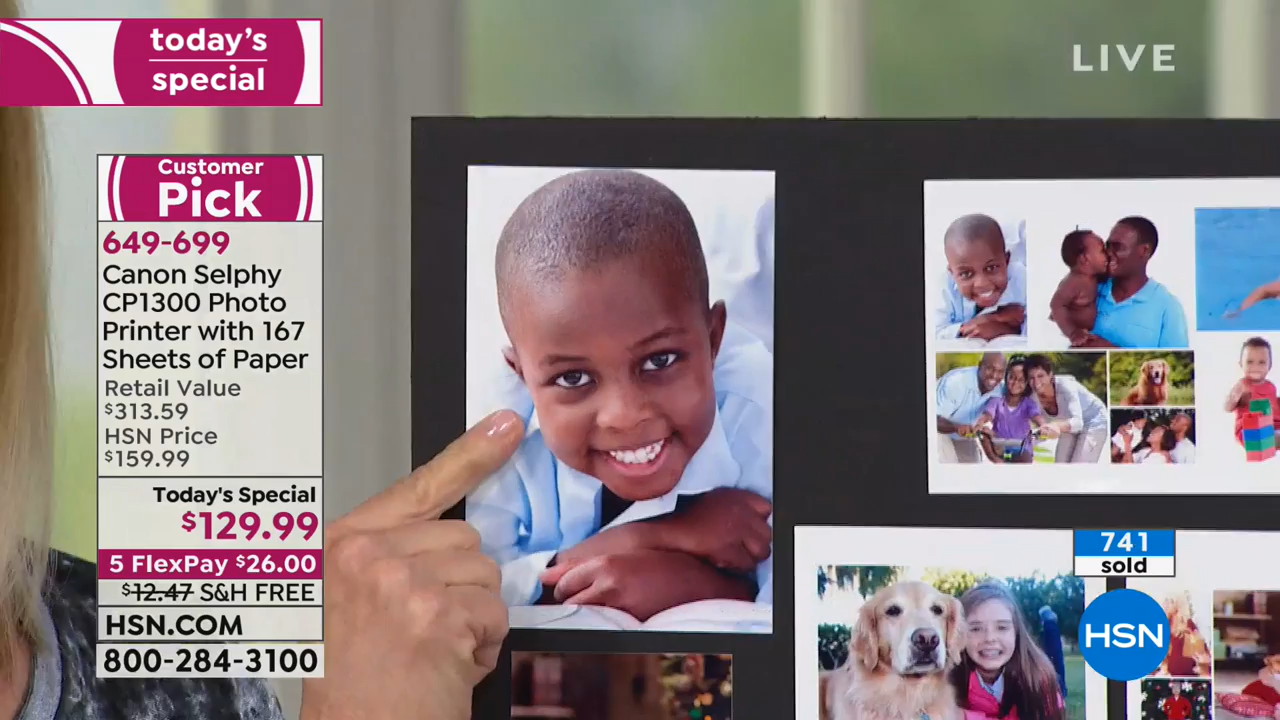 today's
special
LIVE
Customer
Pick
649-699
Canon Selphy
CP1300 Photo
Printer with 167
Sheets of Paper
Retail Value
$313.59
HSN Price
$159.99
Today's Special
$129.99
5 FlexPay $26.00
$12.47 S&H FREE
HSN.COM
800-284-3100
741
sold
HSN